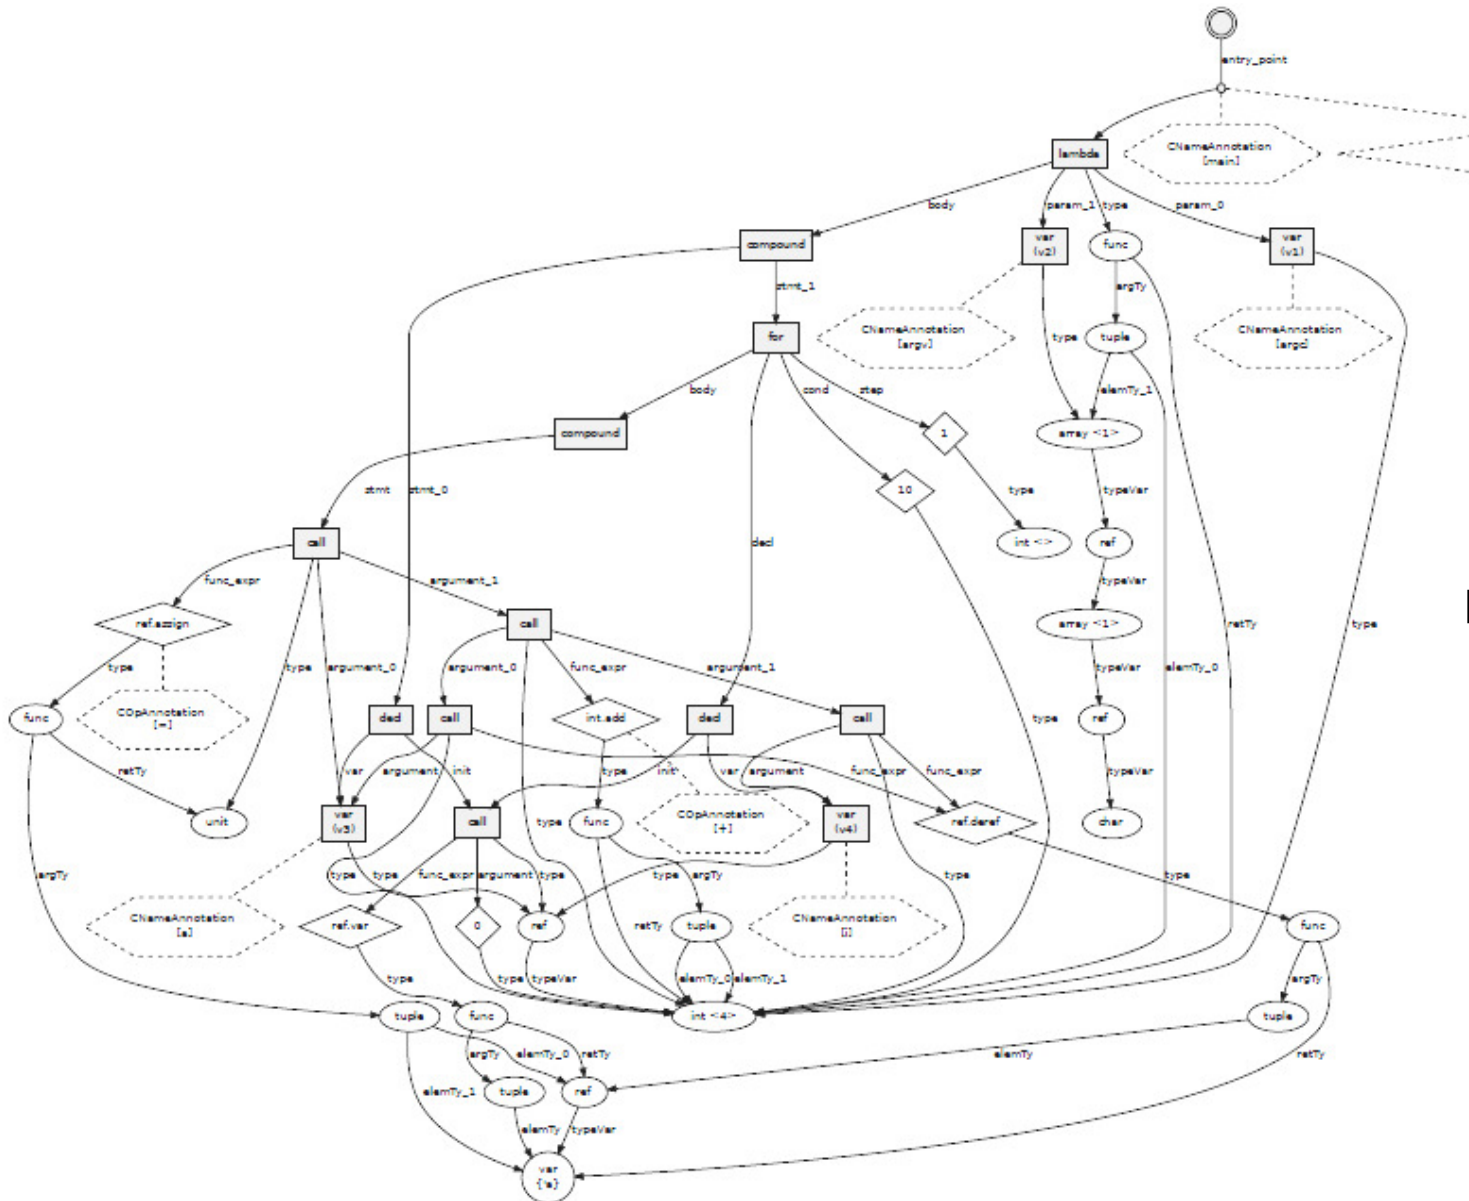 entry_point
CNameAnnotation
[main]
lambda
body
param_1
type
param_0
compound
var
(v2)
func
var
(v1)
stmt_1
argTy
CNameAnnotation
[argv]
for
type
tuple
CNameAnnotation
[argc]
body
cond
step
elemTy_1
compound
1
array <1>
stmt
stmt_0
10
type
typeVar
call
decl
int <>
ref
func_expr
argument_1
typeVar
ref.assign
call
array <1>
retTy
type
type
type
argument_0
argument_0
func_expr
argument_1
typeVar
elemTy_0
func
COpAnnotation
[=]
decl
call
int.add
decl
call
type
ref
retTy
var
argument
init
type
init
var
argument
func_expr
func_expr
typeVar
unit
var
(v3)
call
type
func
COpAnnotation
[+]
var
(v4)
ref.deref
char
argTy
type
type
func_expr
argument
type
type
argTy
type
type
CNameAnnotation
[a]
ref.var
0
ref
retTy
tuple
CNameAnnotation
[i]
func
type
type
typeVar
elemTy_0
elemTy_1
argTy
tuple
func
int <4>
tuple
argTy
elemTy_0
retTy
elemTy
retTy
elemTy_1
tuple
ref
elemTy
typeVar
var
{'a}